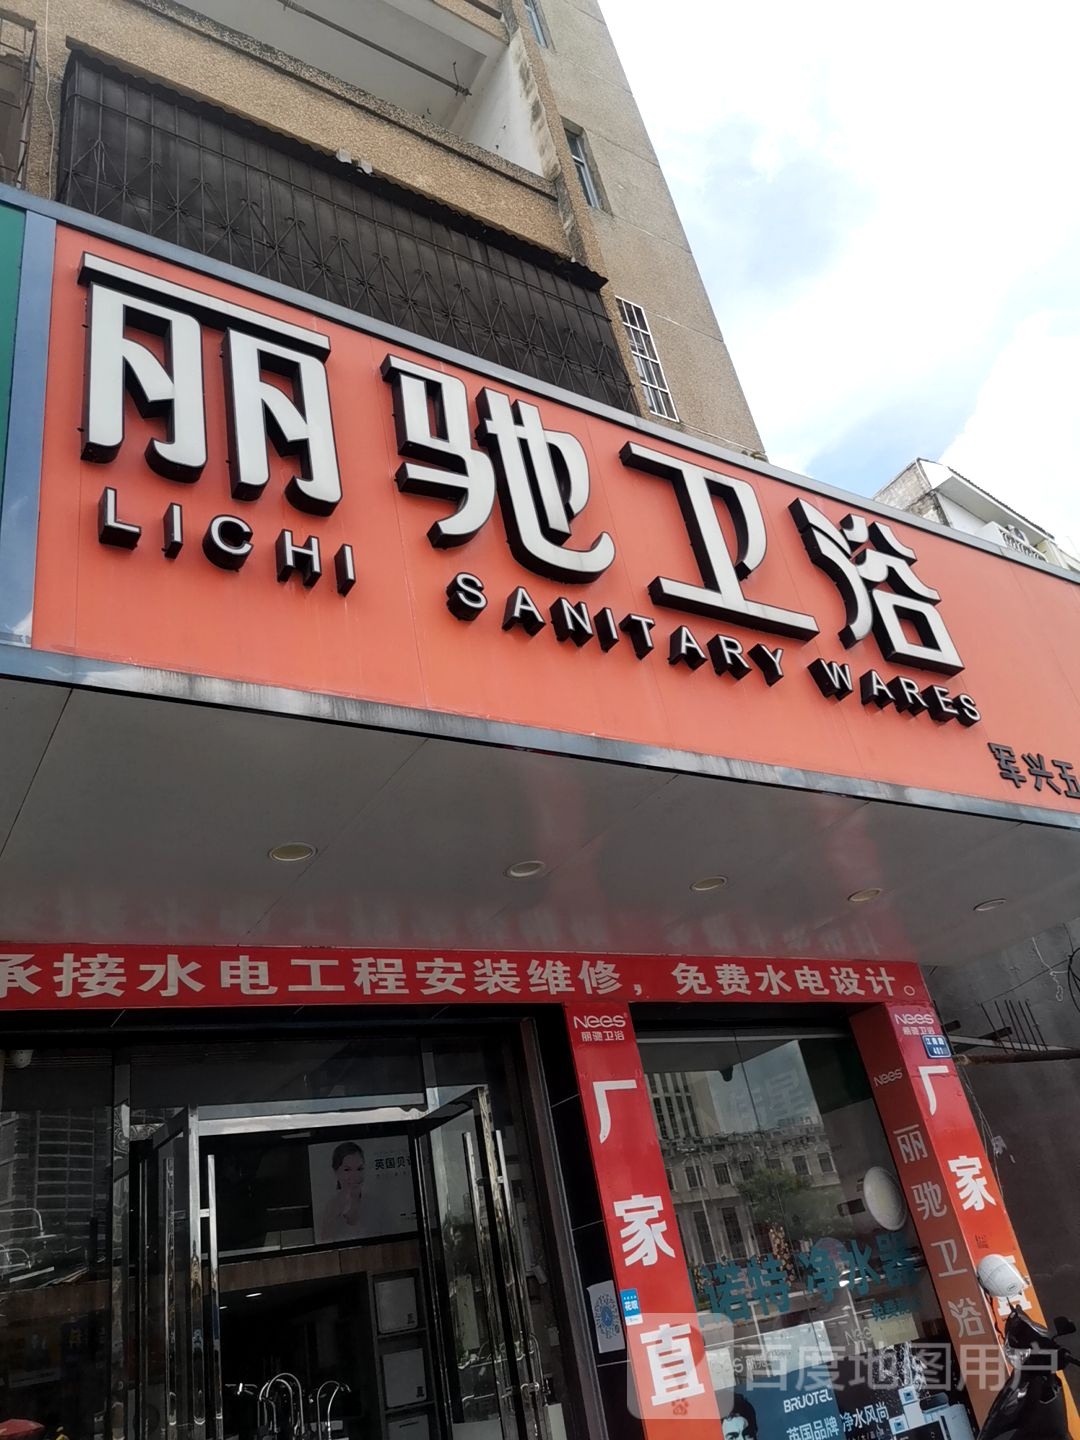 丽驰卫浴
LICHI SANITARY WARES
军兴五
承接水电工程安装维修，免费水电设计。
Nees
丽驰卫浴
厂家直
Nees
丽驰卫浴
Nees
丽驰卫浴
厂家直
英国贝
诺特 净水器
BRUOTEL
英国品牌 净水风尚
花呗
百度地图用户